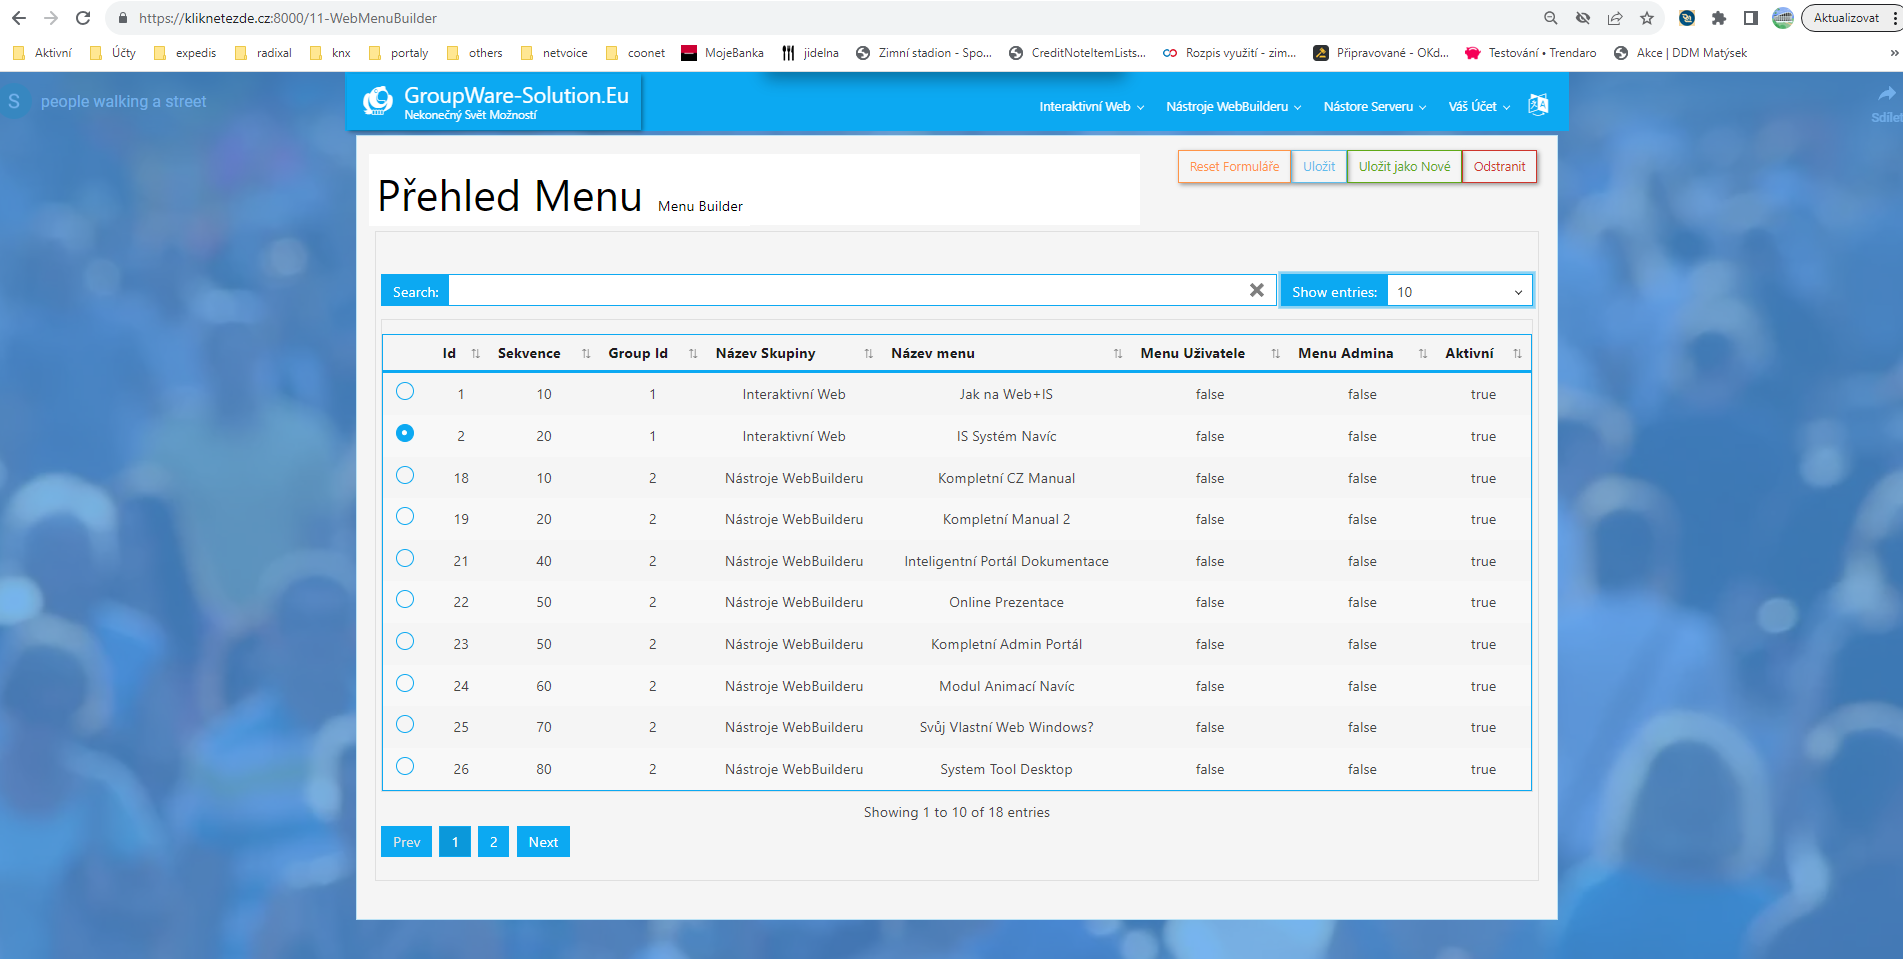 https://kliknetezde.cz:8000/11-WebMenuBuilder
Aktualizovat
Aktivní Účty expedis radixal knx portaly others netvoice coonet MojeBanka jidelna Zimní stadion - Spo... CreditNoteItemLists... Rozpis využití - zim... Připravované - OKd... Testování • Trendaro Akce | DDM Matýsek »
S people walking a street
GroupWare-Solution.Eu
Nekonečný Svět Možností
Interaktivní Web Nástroje WebBuilderu Nástore Serveru Váš Účet
Sdílet
Reset Formuláře Uložit Uložit jako Nové Odstranit
Přehled Menu Menu Builder
Search: Show entries: 10
Id Sekvence Group Id Název Skupiny Název menu Menu Uživatele Menu Admina Aktivní
1 10 1 Interaktivní Web Jak na Web+IS false false true
2 20 1 Interaktivní Web IS Systém Navíc false false true
18 10 2 Nástroje WebBuilderu Kompletní CZ Manual false false true
19 20 2 Nástroje WebBuilderu Kompletní Manual 2 false false true
21 40 2 Nástroje WebBuilderu Inteligentní Portál Dokumentace false false true
22 50 2 Nástroje WebBuilderu Online Prezentace false false true
23 50 2 Nástroje WebBuilderu Kompletní Admin Portál false false true
24 60 2 Nástroje WebBuilderu Modul Animací Navíc false false true
25 70 2 Nástroje WebBuilderu Svůj Vlastní Web Windows? false false true
26 80 2 Nástroje WebBuilderu System Tool Desktop false false true
Showing 1 to 10 of 18 entries
Prev 1 2 Next